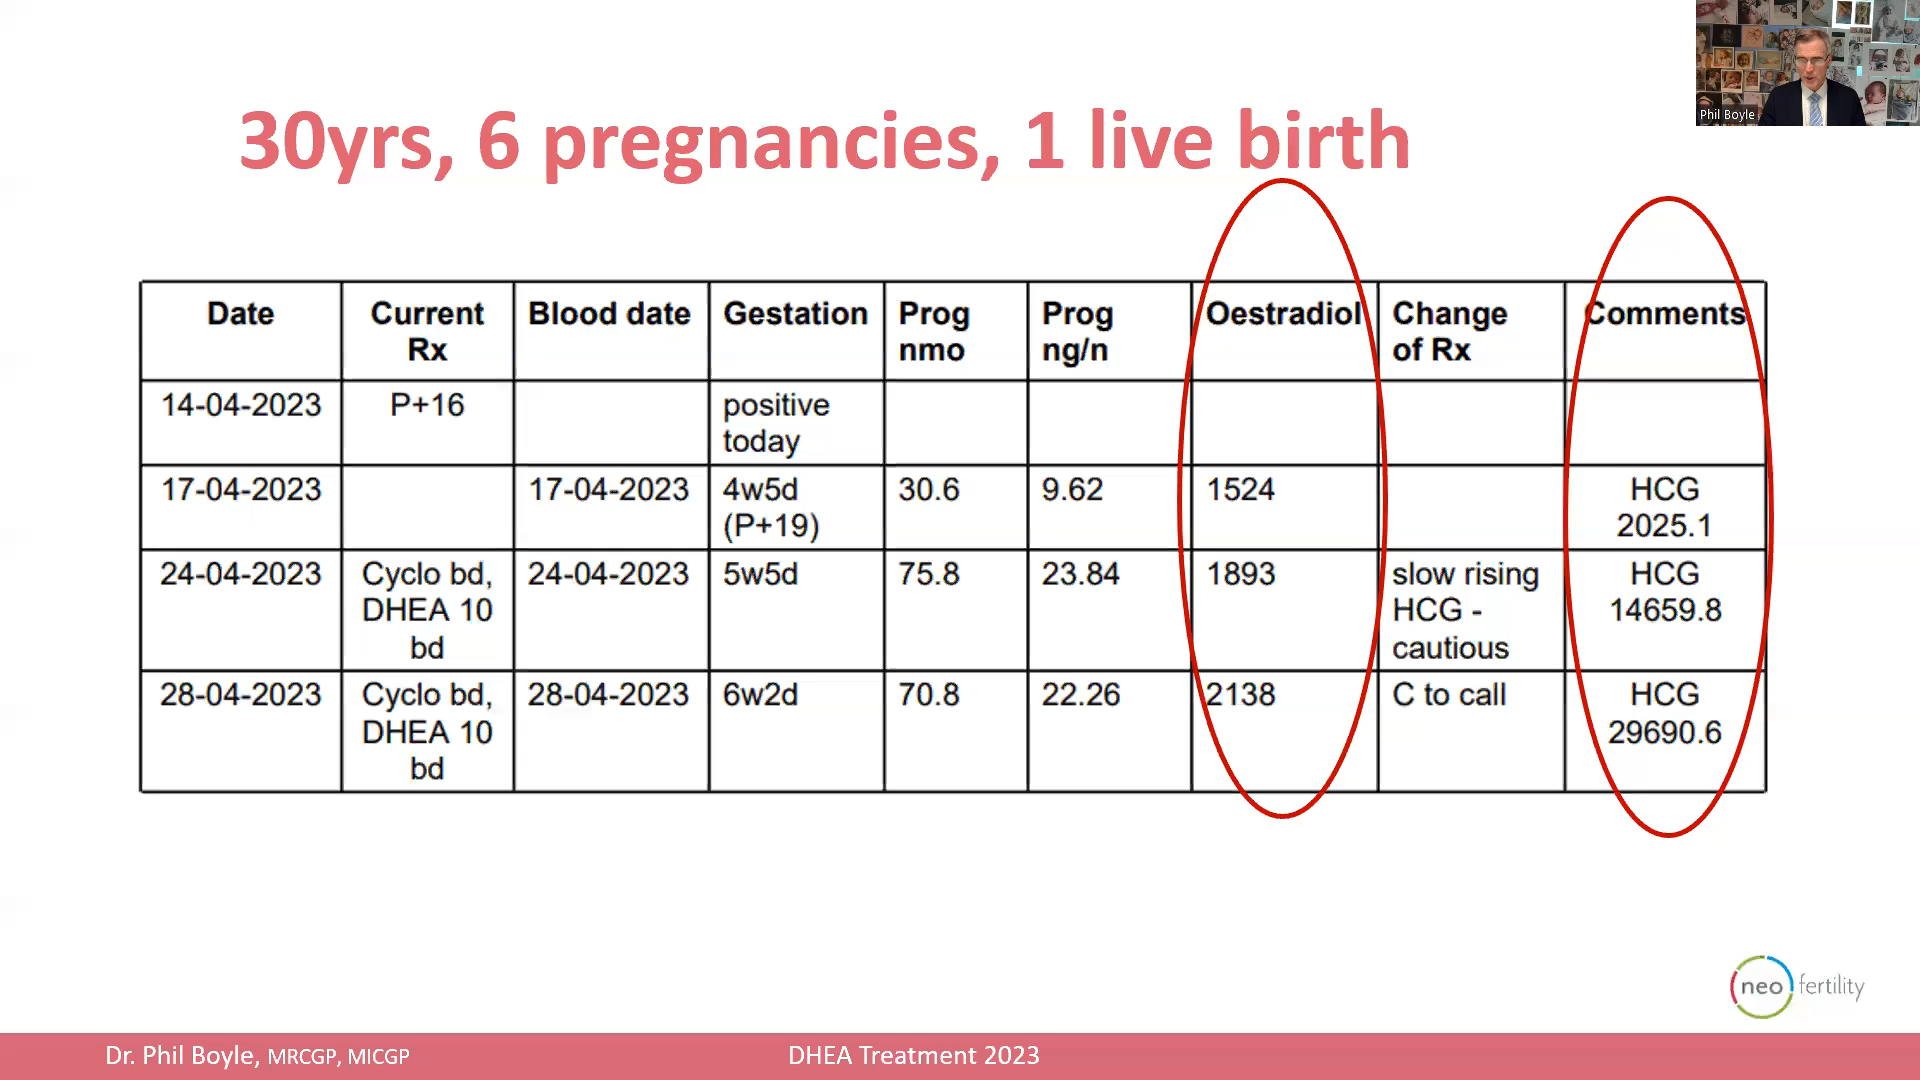 Phil Boyle
30yrs, 6 pregnancies, 1 live birth
Date Current Rx Blood date Gestation Prog nmo Prog ng/n Oestradiol Change of Rx Comments
14-04-2023 P+16 positive today
17-04-2023 17-04-2023 4w5d (P+19) 30.6 9.62 1524 HCG 2025.1
24-04-2023 Cyclo bd, DHEA 10 bd 24-04-2023 5w5d 75.8 23.84 1893 slow rising HCG - cautious HCG 14659.8
28-04-2023 Cyclo bd, DHEA 10 bd 28-04-2023 6w2d 70.8 22.26 2138 C to call HCG 29690.6
neo fertility
Dr. Phil Boyle, MRCGP, MICGP
DHEA Treatment 2023